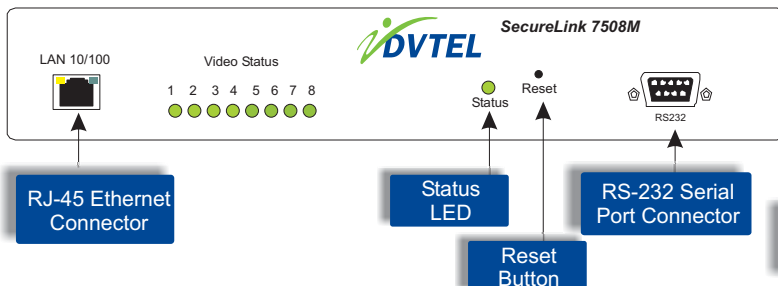 SecureLink 7508M
DVTEL
LAN 10/100
Video Status
1 2 3 4 5 6 7 8
Status
Reset
RS232
RJ-45 Ethernet
Connector
Status
LED
RS-232 Serial
Port Connector
Reset
Button